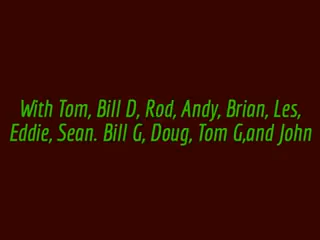 With Tom, Bill D, Rod, Andy, Brian, Les,
Eddie, Sean. Bill G, Doug, Tom G,and John